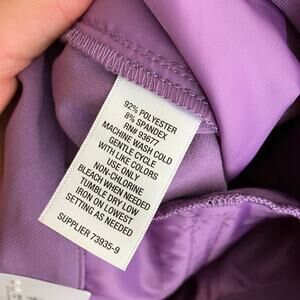 92% POLYESTER
8% SPANDEX
RN# 93677
MACHINE WASH COLD
GENTLE CYCLE
WITH LIKE COLORS
USE ONLY
NON-CHLORINE
BLEACH WHEN NEEDED
TUMBLE DRY LOW
IRON ON LOWEST
SETTING AS NEEDED
SUPPLIER 73935-9